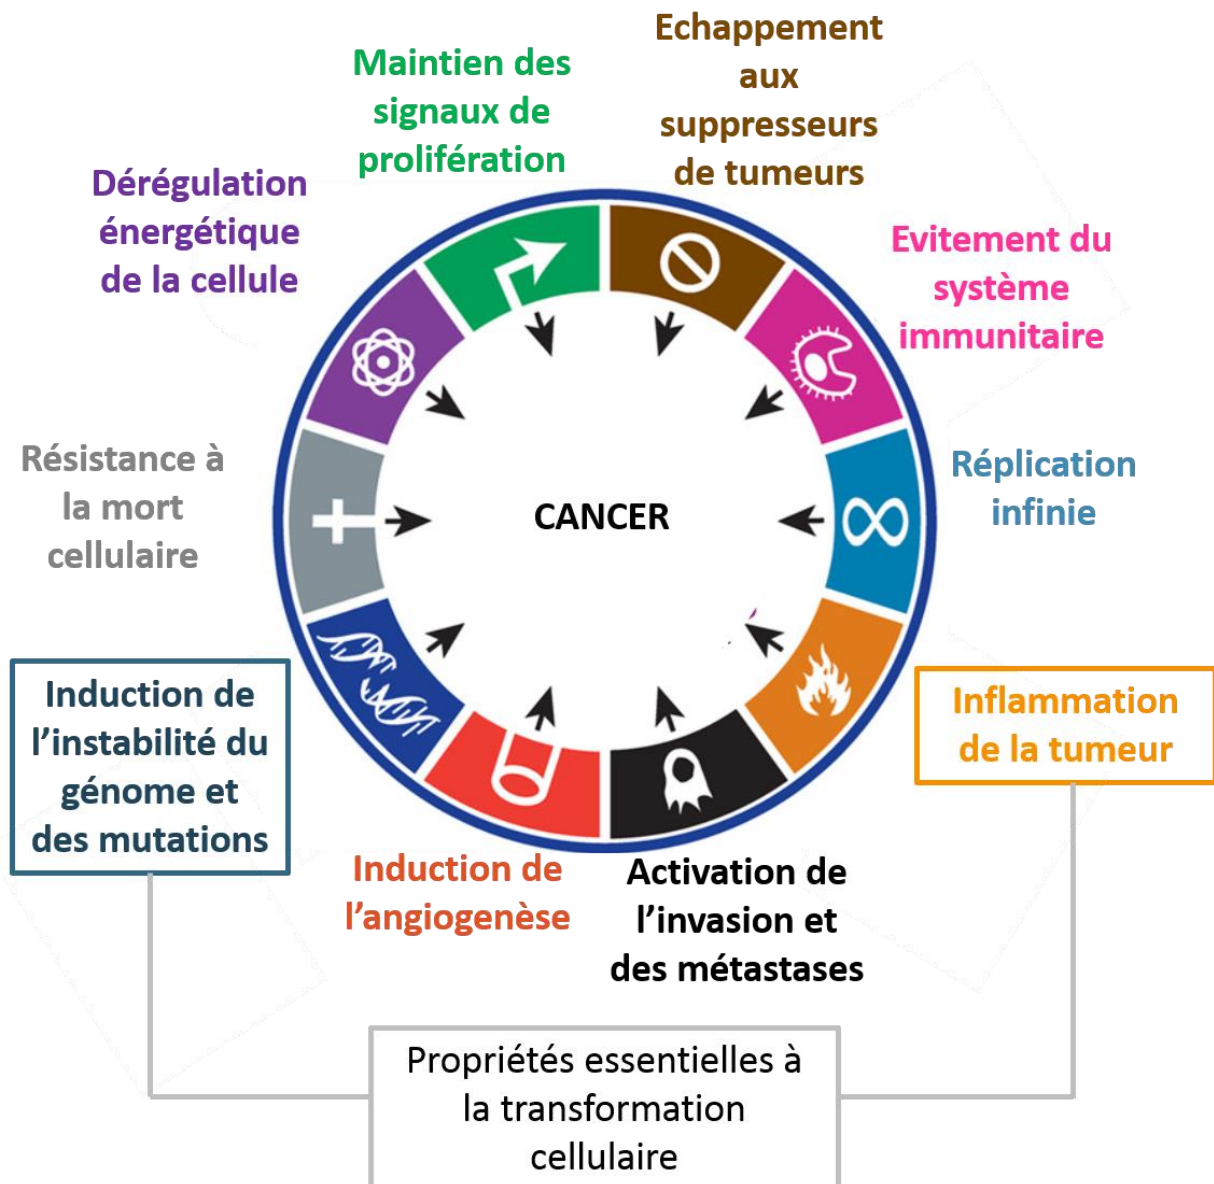 Maintien des
signaux de
prolifération
Echappement
aux
suppresseurs
de tumeurs
Dérégulation
énergétique
de la cellule
Evitement du
système
immunitaire
Résistance à
la mort
cellulaire
CANCER
Réplication
infinie
Induction de
l’instabilité du
génome et
des mutations
Inflammation
de la tumeur
Induction de
l’angiogenèse
Activation de
l’invasion et
des métastases
Propriétés essentielles à
la transformation
cellulaire